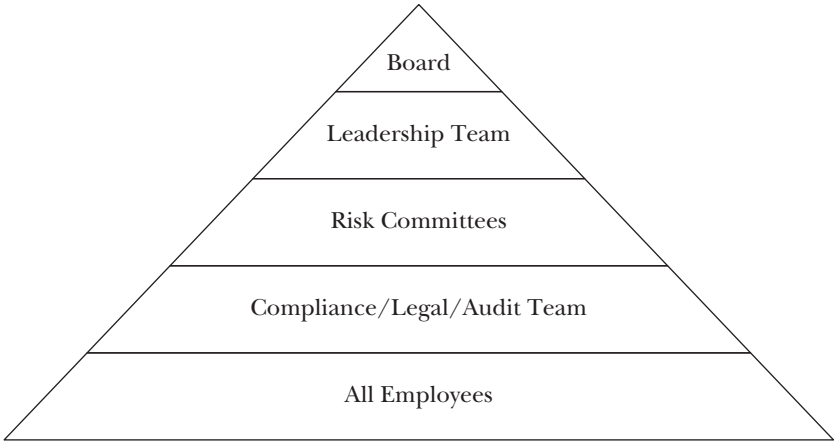 Board
Leadership Team
Risk Committees
Compliance/Legal/Audit Team
All Employees